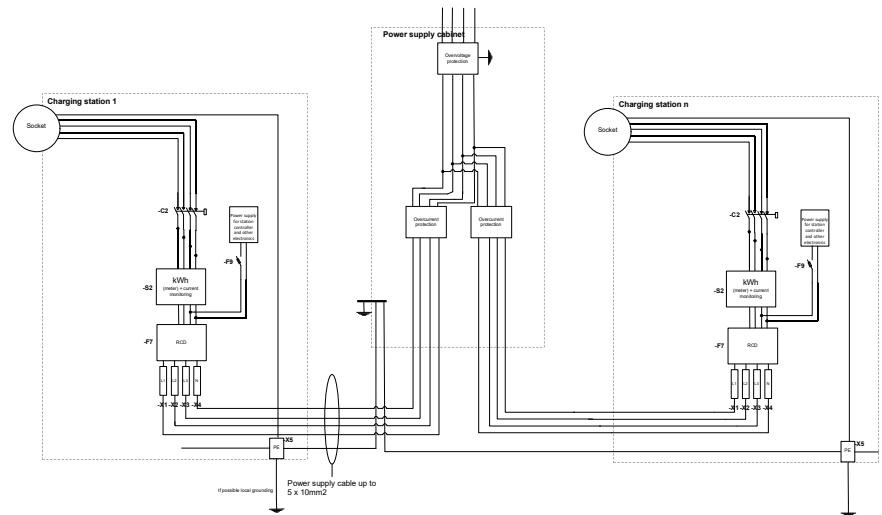 Power supply cabinet
Overvoltage
protection
Charging station 1
Socket
-C2
Power supply
for station
controller
and other
electronics
-F9
kWh
(meter) + current
monitoring
-S2
-F7
RCD
L1
L2
L3
N
-X1
-X2
-X3
-X4
-X5
PE
If possible local grounding
Power supply cable up to
5 x 10mm2
Overcurrent
protection
Overcurrent
protection
Charging station n
Socket
-C2
Power supply
for station
controller
and other
electronics
-F9
kWh
(meter) + current
monitoring
-S2
-F7
RCD
L1
L2
L3
N
-X1
-X2
-X3
-X4
-X5
PE